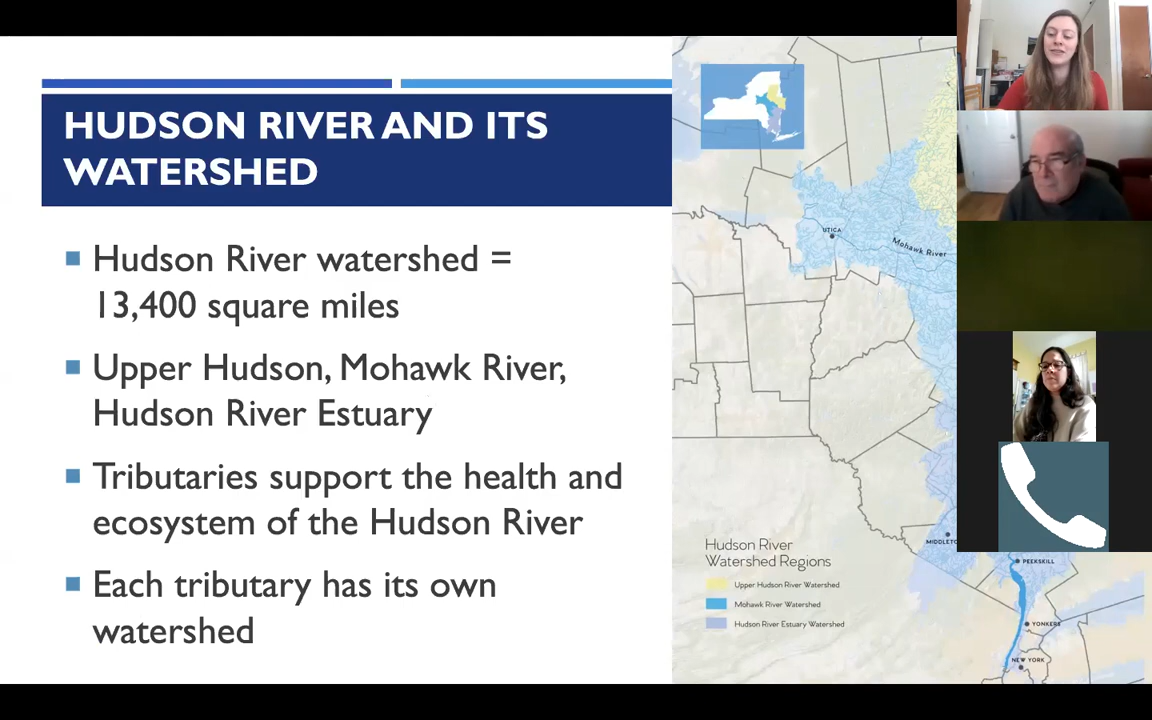 HUDSON RIVER AND ITS
WATERSHED
Hudson River watershed =
13,400 square miles
Upper Hudson, Mohawk River,
Hudson River Estuary
Tributaries support the health and
ecosystem of the Hudson River
Each tributary has its own
watershed
UTICA
Mohawk River
MIDDLETO
PEEKSKILL
YONKERS
NEW YORK
Hudson River
Watershed Regions
Upper Hudson River Watershed
Mohawk River Watershed
Hudson River Estuary Watershed